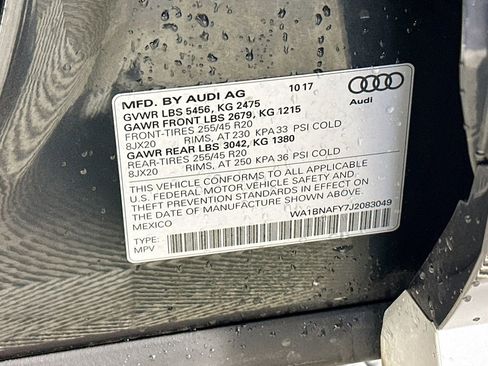 MFD. BY AUDI AG 10 17
GVWR LBS 5456, KG 2475
GAWR FRONT LBS 2679, KG 1215
FRONT-TIRES 255/45 R20
8JX20 RIMS, AT 230 KPA 33 PSI COLD
GAWR REAR LBS 3042, KG 1380
REAR-TIRES 255/45 R20
8JX20 RIMS, AT 250 KPA 36 PSI COLD
Audi
THIS VEHICLE CONFORMS TO ALL APPLICABLE
U.S. FEDERAL MOTOR VEHICLE SAFETY AND
THEFT PREVENTION STANDARDS IN EFFECT ON
THE DATE OF MANUFACTURE SHOWN ABOVE.
MEXICO WA1BNAFY7J2083049
TYPE:
MPV